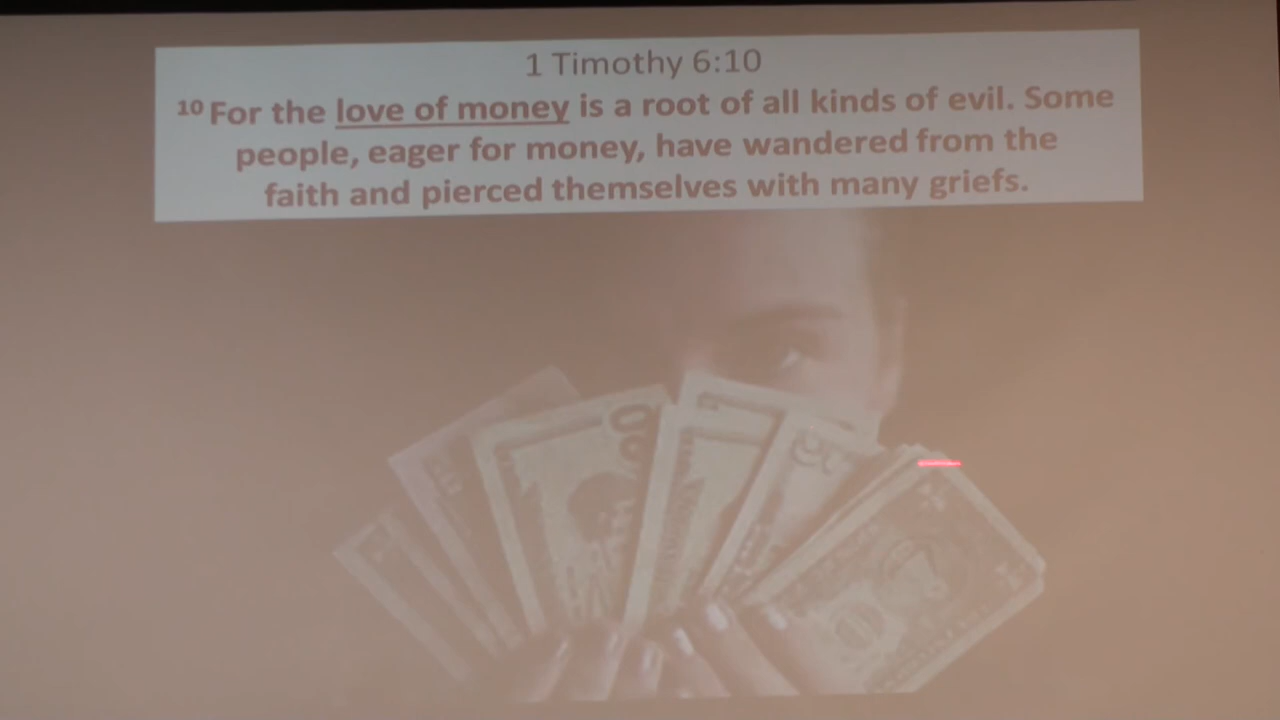 1 Timothy 6:10
¹⁰ For the love of money is a root of all kinds of evil. Some
people, eager for money, have wandered from the
faith and pierced themselves with many griefs.